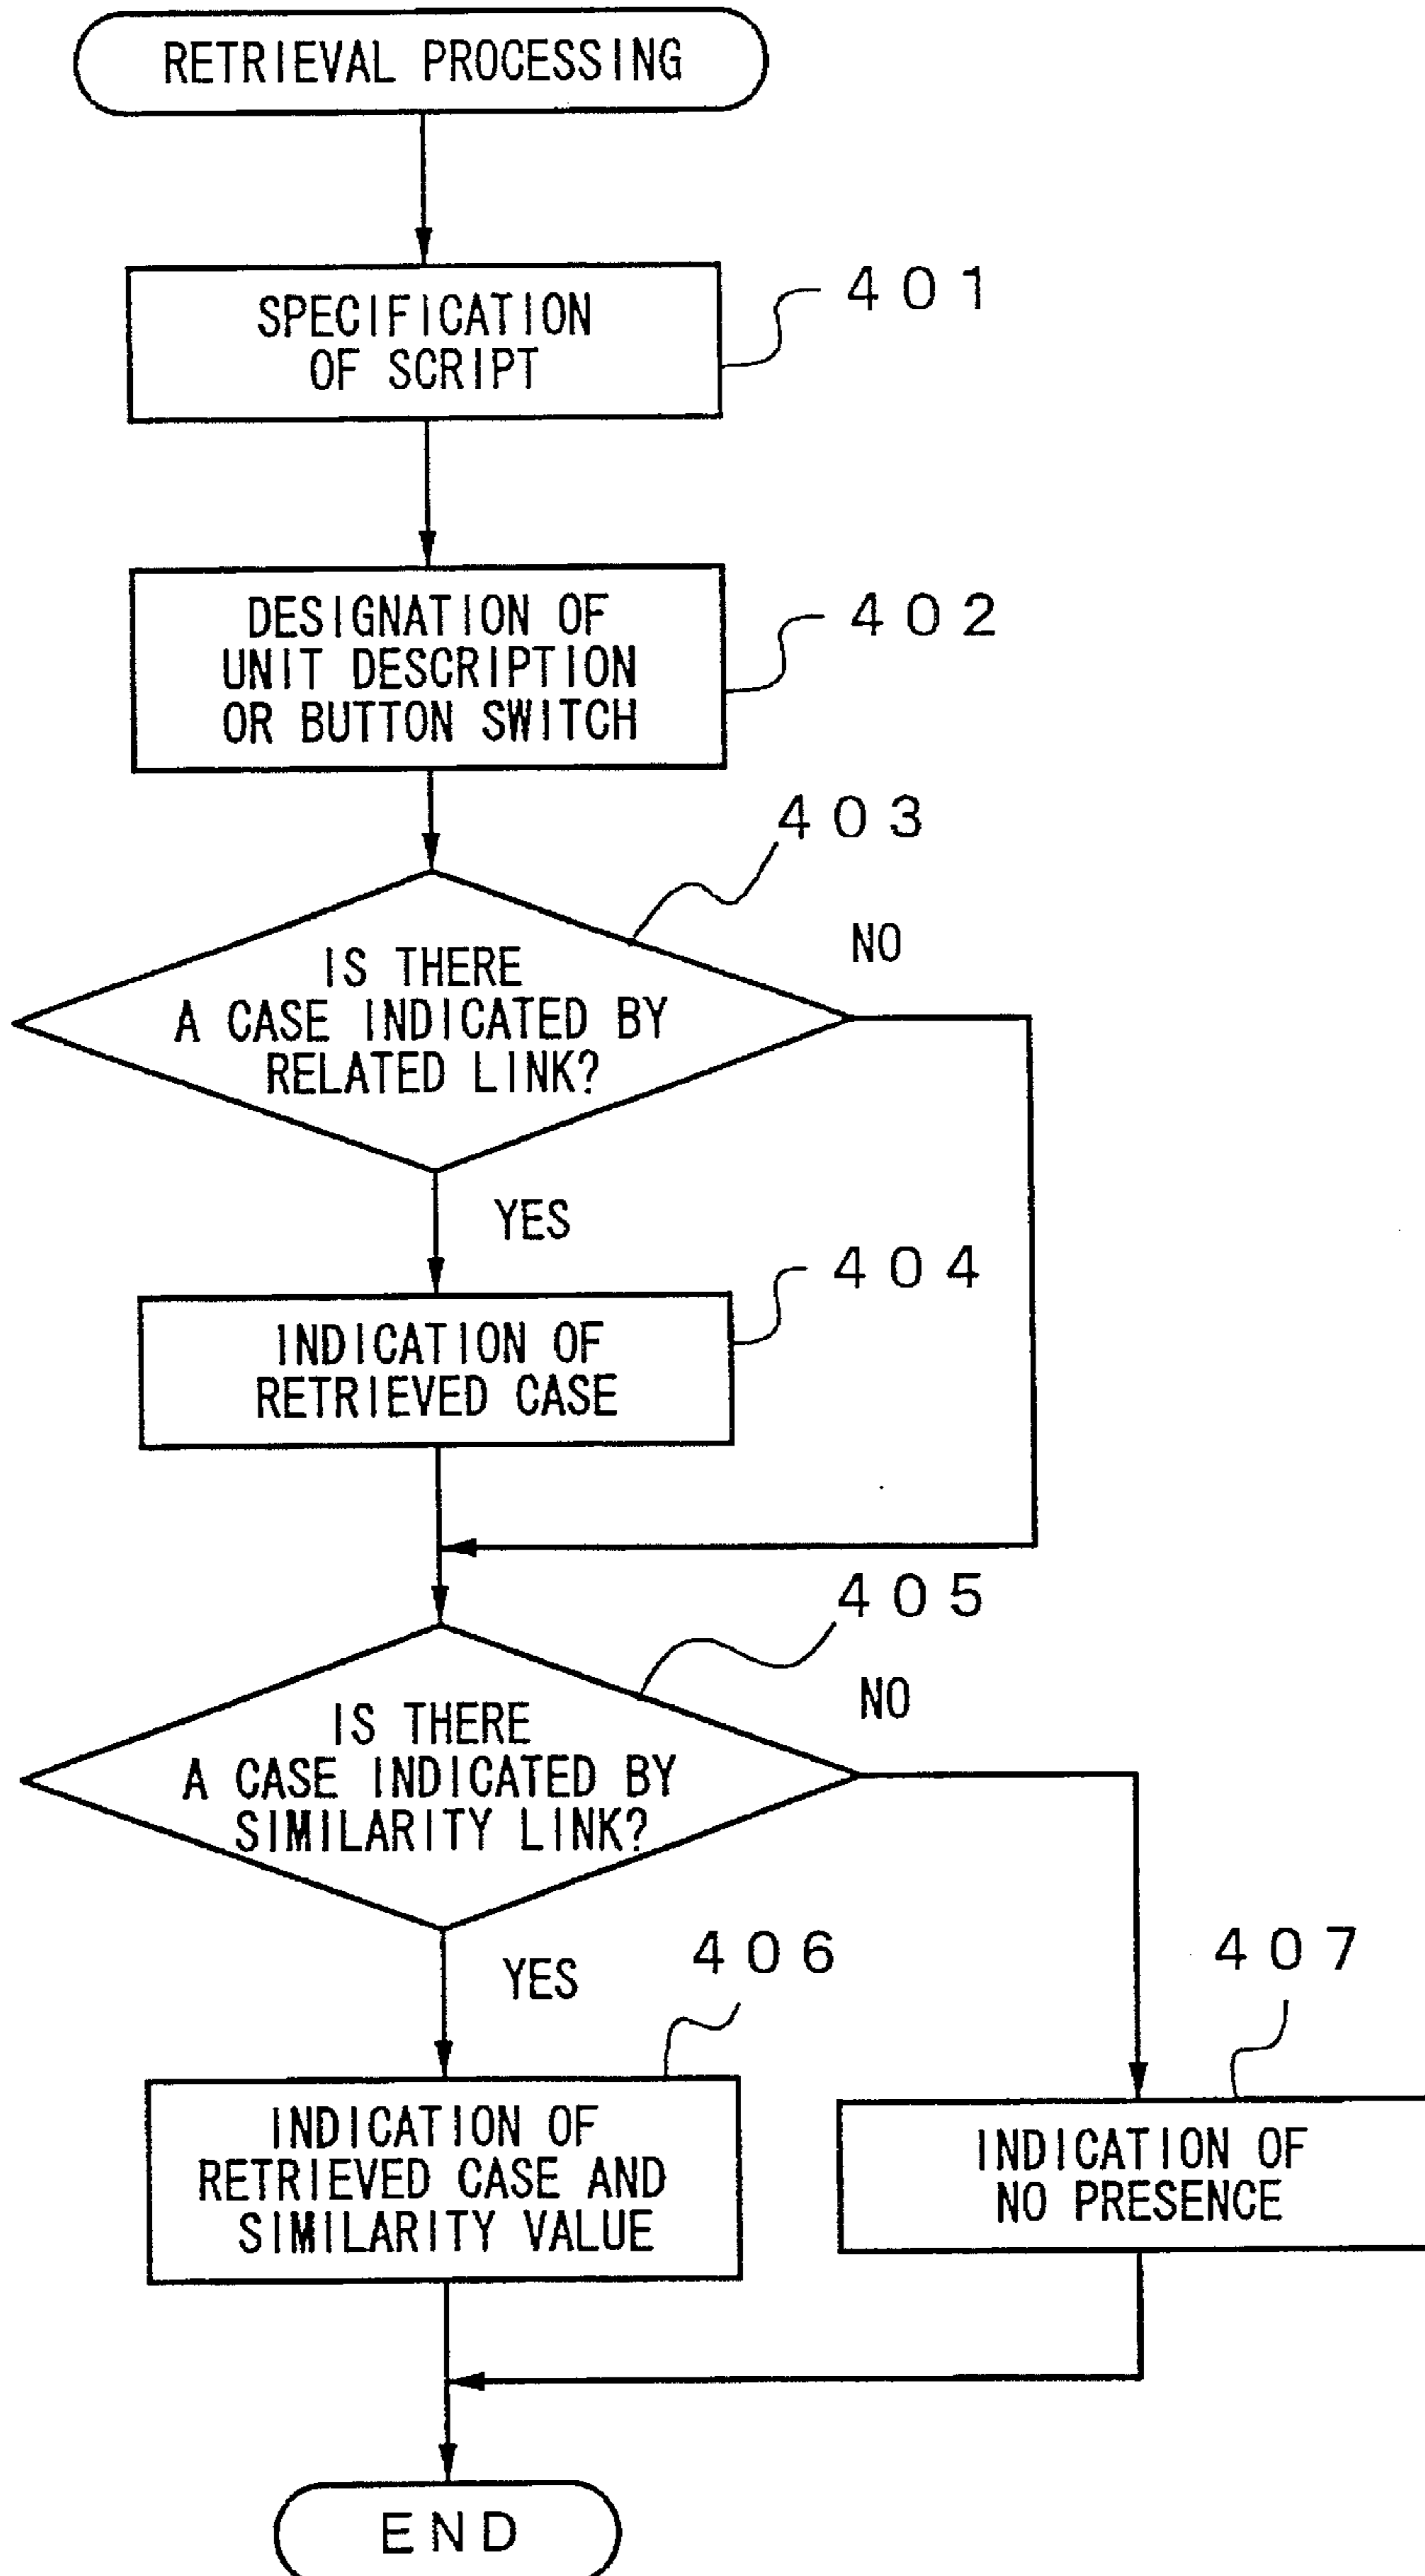 RETRIEVAL PROCESSING
SPECIFICATION
OF SCRIPT
401
DESIGNATION OF
UNIT DESCRIPTION
OR BUTTON SWITCH
402
403
IS THERE
A CASE INDICATED BY
RELATED LINK?
NO
YES
404
INDICATION OF
RETRIEVED CASE
405
IS THERE
A CASE INDICATED BY
SIMILARITY LINK?
NO
YES
406
INDICATION OF
RETRIEVED CASE AND
SIMILARITY VALUE
407
INDICATION OF
NO PRESENCE
END